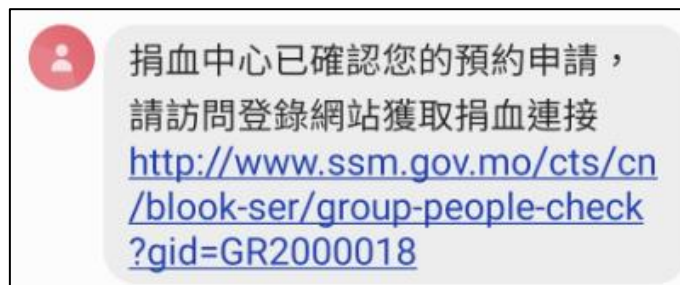 捐血中心已確認您的預約申請，
請訪問登錄網站獲取捐血連接
http://www.ssm.gov.mo/cts/cn
/blook-ser/group-people-check
?gid=GR2000018